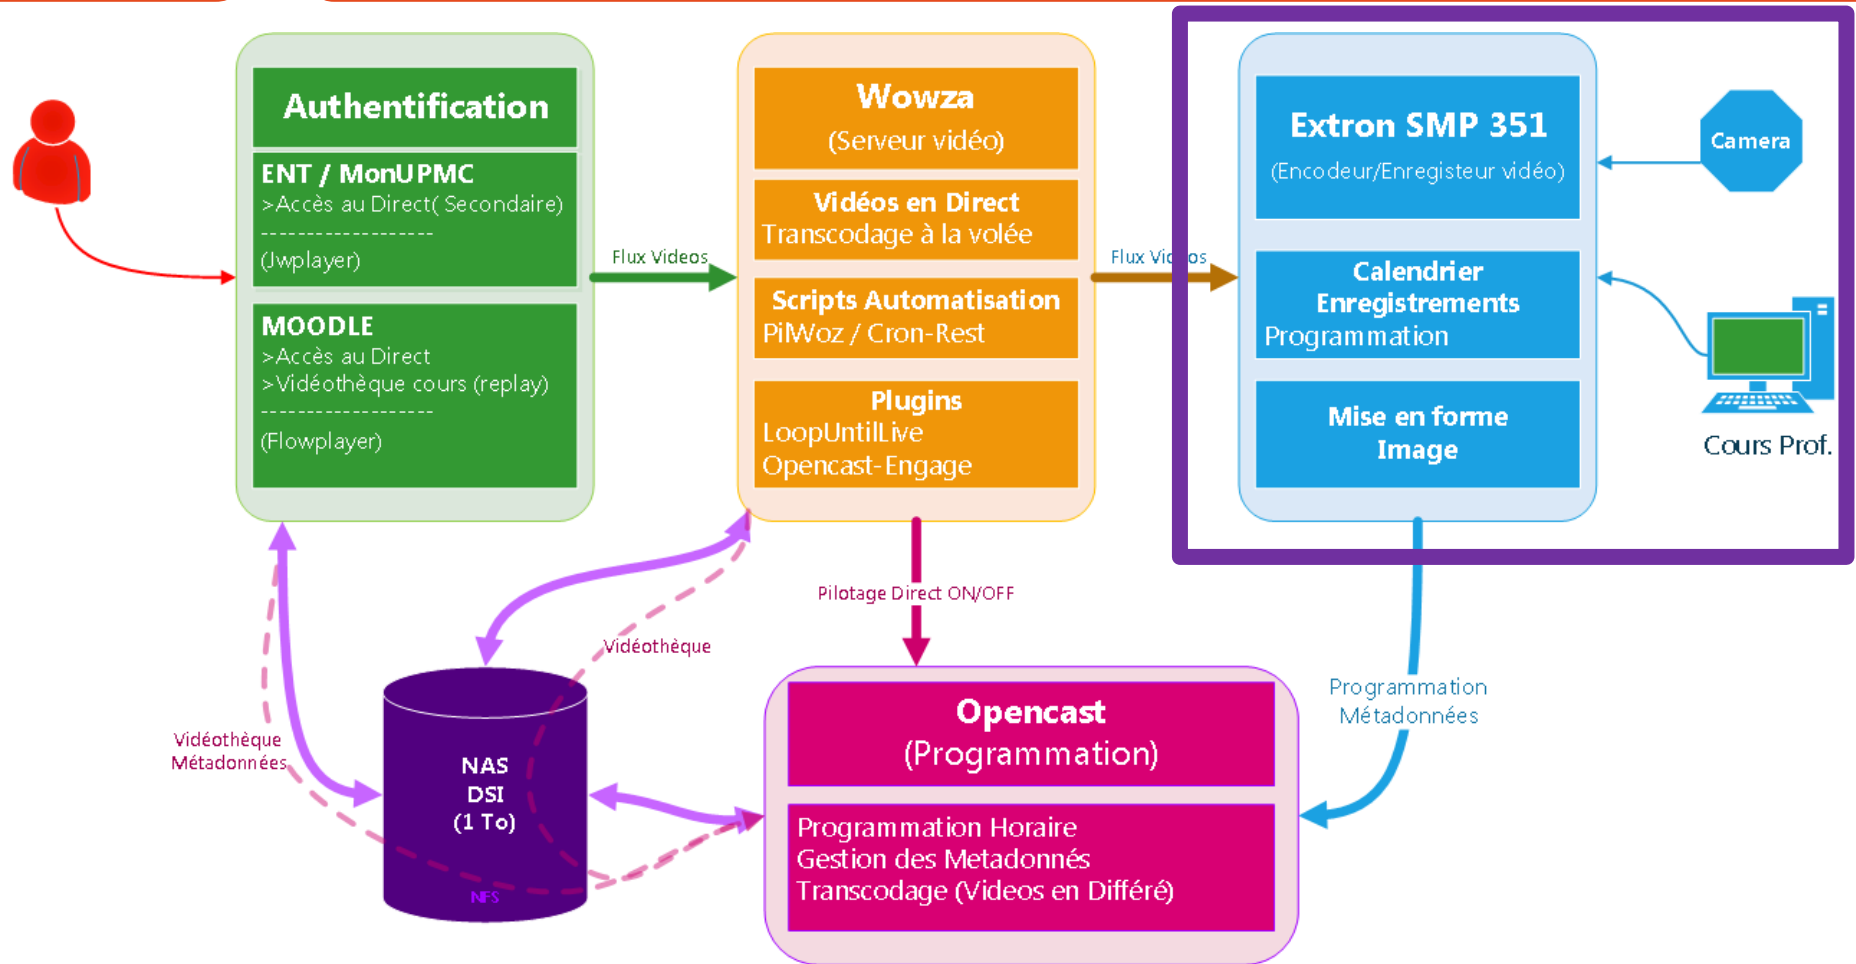 Authentification
ENT / MonUPMC
>Accès au Direct( Secondaire)
-------------------
(Jwplayer)
MOODLE
>Accès au Direct
>Vidéothèque cours (replay)
-------------------
(Flowplayer)
Flux Videos
Wowza
(Serveur vidéo)
Vidéos en Direct
Transcodage à la volée
Scripts Automatisation
PilWoz / Cron-Rest
Plugins
LoopUntilLive
Opencast-Engage
Flux Videos
Extron SMP 351
(Encodeur/Enregisteur vidéo)
Calendrier
Enregistrements
Programmation
Mise en forme
Image
Camera
Cours Prof.
Pilotage Direct ON/OFF
Vidéothèque
Vidéothèque
Métadonnées
Programmation
Métadonnées
NAS
DSI
(1 To)
NFS
Opencast
(Programmation)
Programmation Horaire
Gestion des Metadonnés
Transcodage (Videos en Différé)